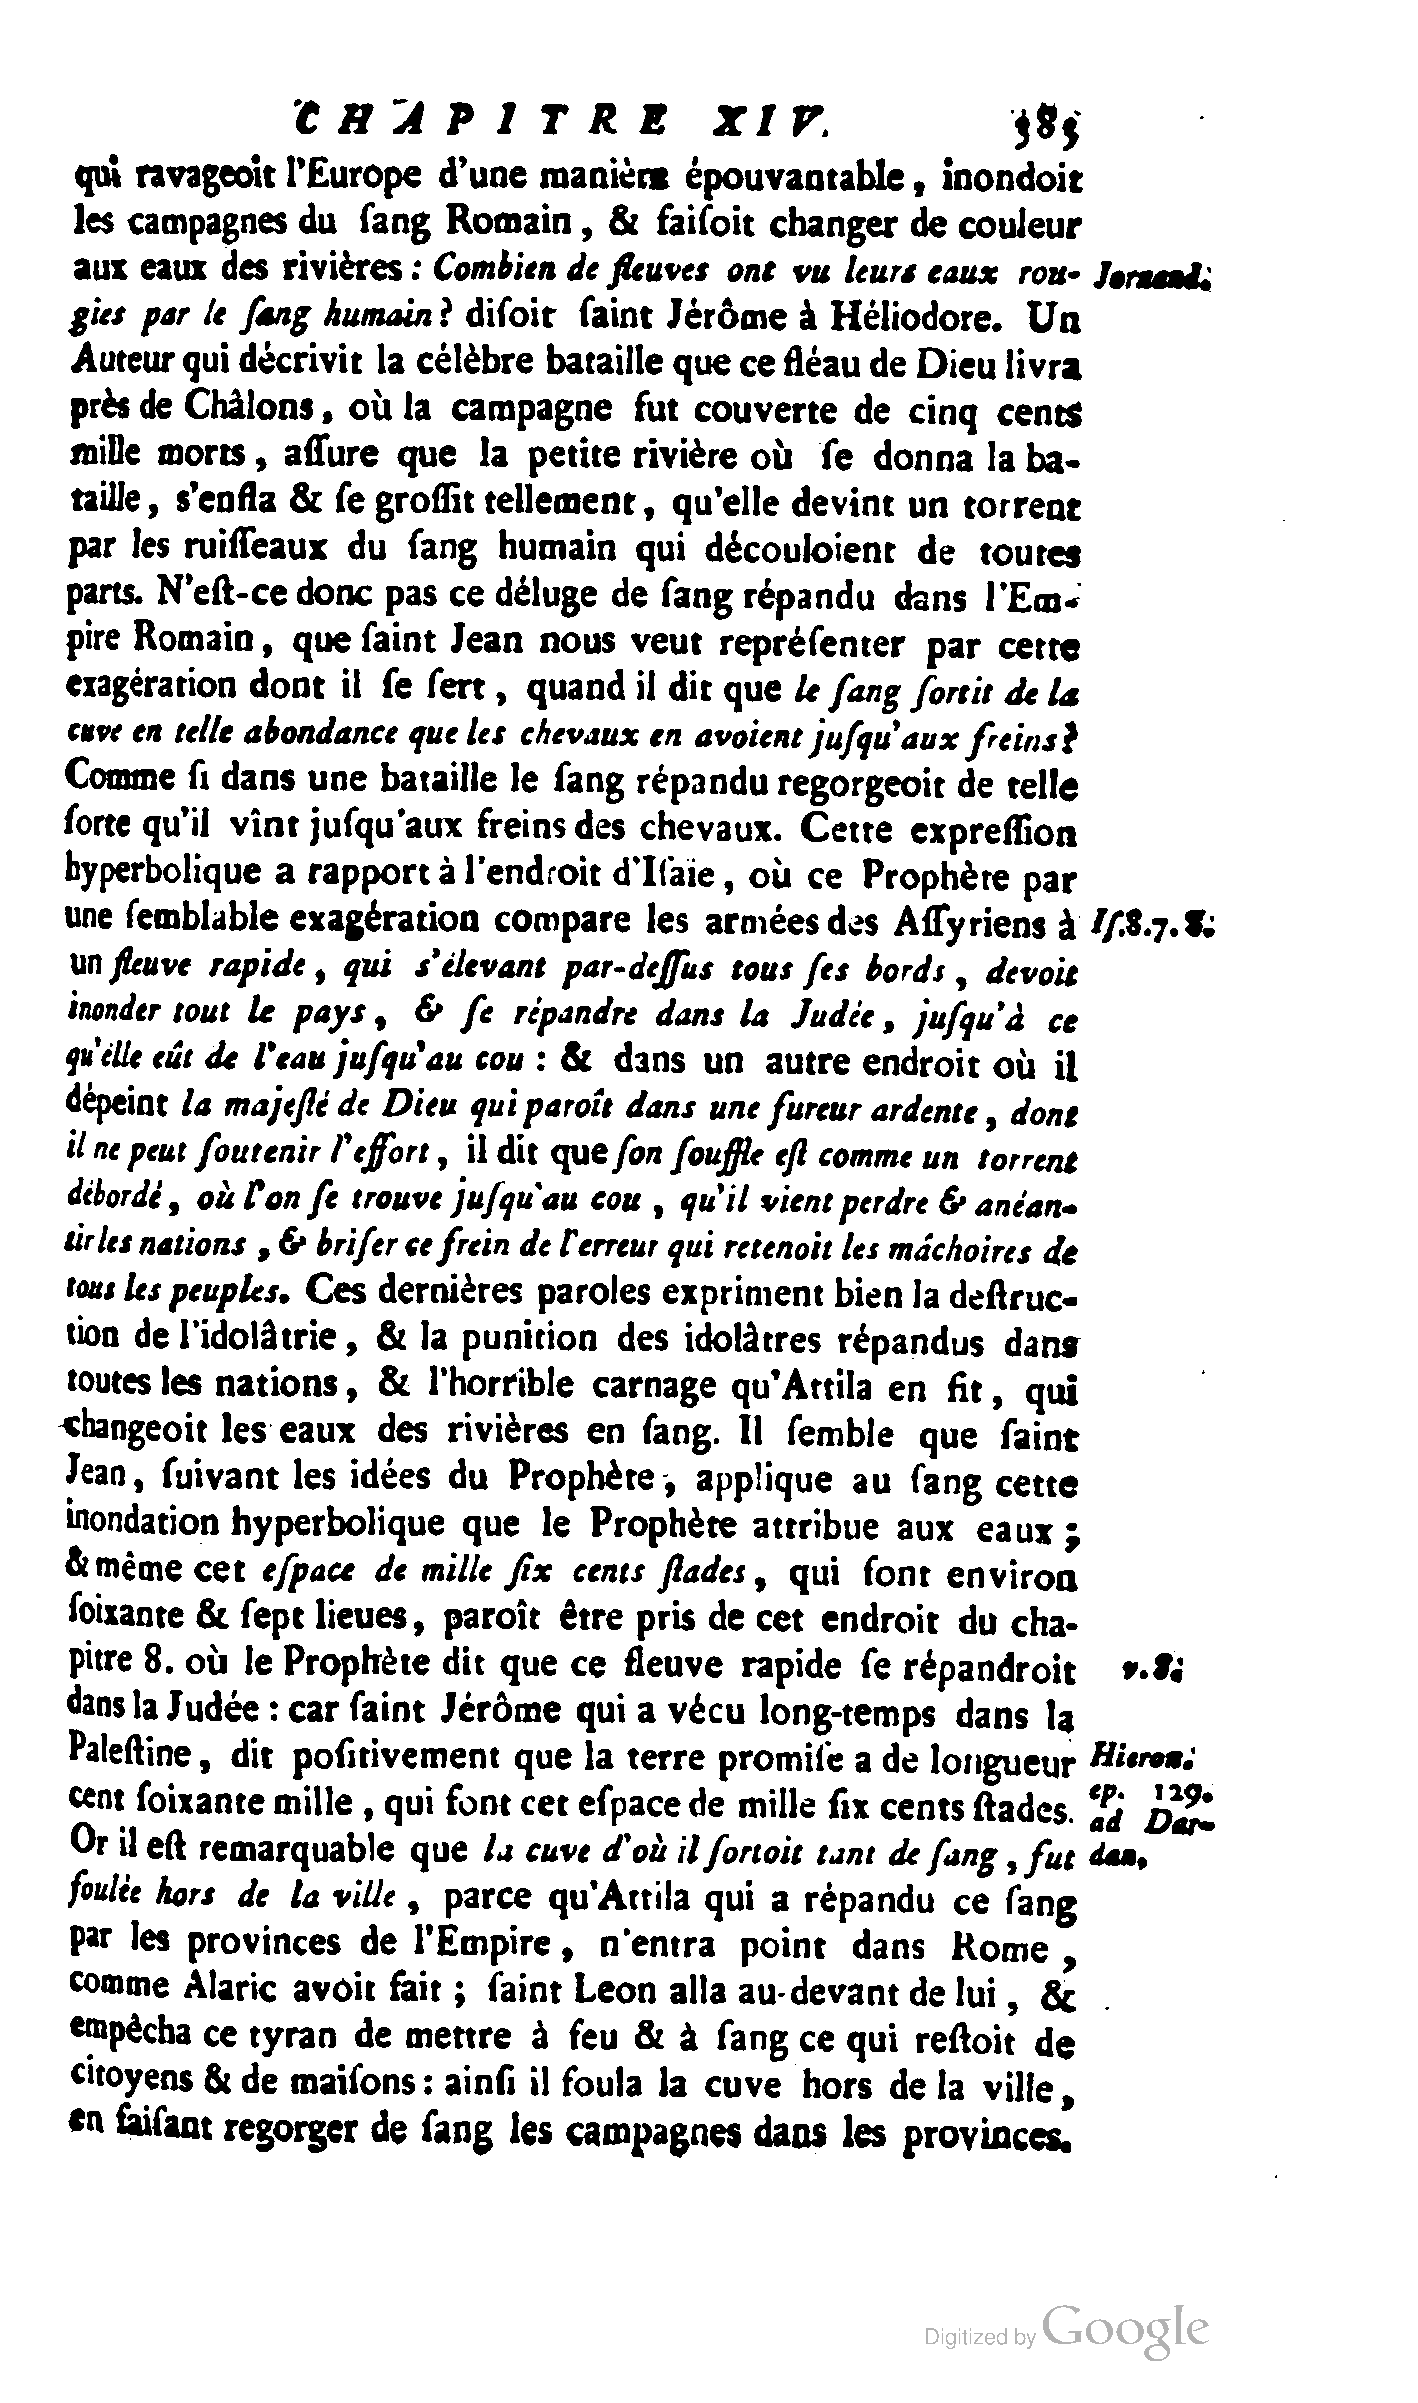 CHAPITRE XIV. 385
qui ravageoit l'Europe d'une manière épouvantable, inondoit
les campagnes du ſang Romain, & faiſoit changer de couleur
aux eaux des rivières : Combien de fleuves ont vu leurs eaux rou- Jornand.
gies par le ſang humain ? diſoit ſaint Jérôme à Héliodore. Un
Auteur qui décrivit la célèbre bataille que ce fléau de Dieu livra
près de Châlons, où la campagne fut couverte de cinq cents
mille morts, aſſure que la petite rivière où ſe donna la ba-
taille, s'enfla & ſe groſſit tellement, qu'elle devint un torrent
par les ruiſſeaux du ſang humain qui découloient de toutes
parts. N'eſt-ce donc pas ce déluge de ſang répandu dans l'Em-
pire Romain, que ſaint Jean nous veut repréſenter par cette
exagération dont il ſe ſert, quand il dit que le ſang ſortit de la
cuve en telle abondance que les chevaux en avoient juſqu'aux freins ?
Comme ſi dans une bataille le ſang répandu regorgeoit de telle
ſorte qu'il vînt juſqu'aux freins des chevaux. Cette expreſſion
hyperbolique a rapport à l'endroit d'Iſaïe, où ce Prophète par
une ſemblable exagération compare les armées des Aſſyriens à Iſ.8.7.8.
un fleuve rapide, qui s'élevant par-deſſus tous ſes bords, devoit
inonder tout le pays, & ſe répandre dans la Judée, juſqu'à ce
qu'elle eût de l'eau juſqu'au cou : & dans un autre endroit où il
dépeint la majeſté de Dieu qui paroît dans une fureur ardente, dont
il ne peut ſoutenir l'effort, il dit que ſon ſouffle eſt comme un torrent
débordé, où l'on ſe trouve juſqu'au cou, qu'il vient perdre & anéan-
tir les nations, & briſer ce frein de l'erreur qui retenoit les mâchoires de
tous les peuples. Ces dernières paroles expriment bien la deſtruc-
tion de l'idolâtrie, & la punition des idolâtres répandus dans
toutes les nations, & l'horrible carnage qu'Attila en fit, qui
changeoit les eaux des rivières en ſang. Il ſemble que ſaint
Jean, ſuivant les idées du Prophète, applique au ſang cette
inondation hyperbolique que le Prophète attribue aux eaux ;
& même cet eſpace de mille ſix cents ſtades, qui ſont environ
ſoixante & ſept lieues, paroît être pris de cet endroit du cha-
pitre 8. où le Prophète dit que ce fleuve rapide ſe répandroit v.8.
dans la Judée : car ſaint Jérôme qui a vécu long-temps dans la
Paleſtine, dit poſitivement que la terre promiſe a de longueur Hieron.
cent ſoixante mille, qui font cet eſpace de mille ſix cents ſtades. ep. 129. ad Dar-
Or il eſt remarquable que la cuve d'où il ſortoit tant de ſang, fut dan,
foulée hors de la ville, parce qu'Attila qui a répandu ce ſang
par les provinces de l'Empire, n'entra point dans Rome,
comme Alaric avoit fait ; ſaint Leon alla au-devant de lui, &
empêcha ce tyran de mettre à feu & à ſang ce qui reſtoit de
citoyens & de maiſons : ainſi il foula la cuve hors de la ville,
en faiſant regorger de ſang les campagnes dans les provinces.
Digitized by Google